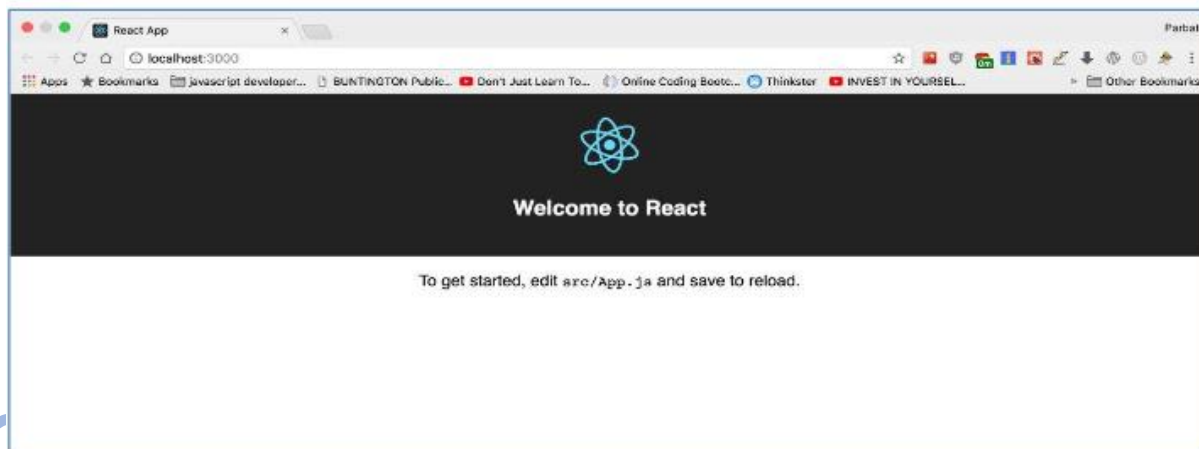 React App
Parbat
localhost:3000
Apps Bookmarks javascript developer... BUNTINGTON Public... Don't Just Learn To... Online Coding Bootc... Thinkster INVEST IN YOURSEL... » Other Bookmarks
Welcome to React
To get started, edit src/App.js and save to reload.